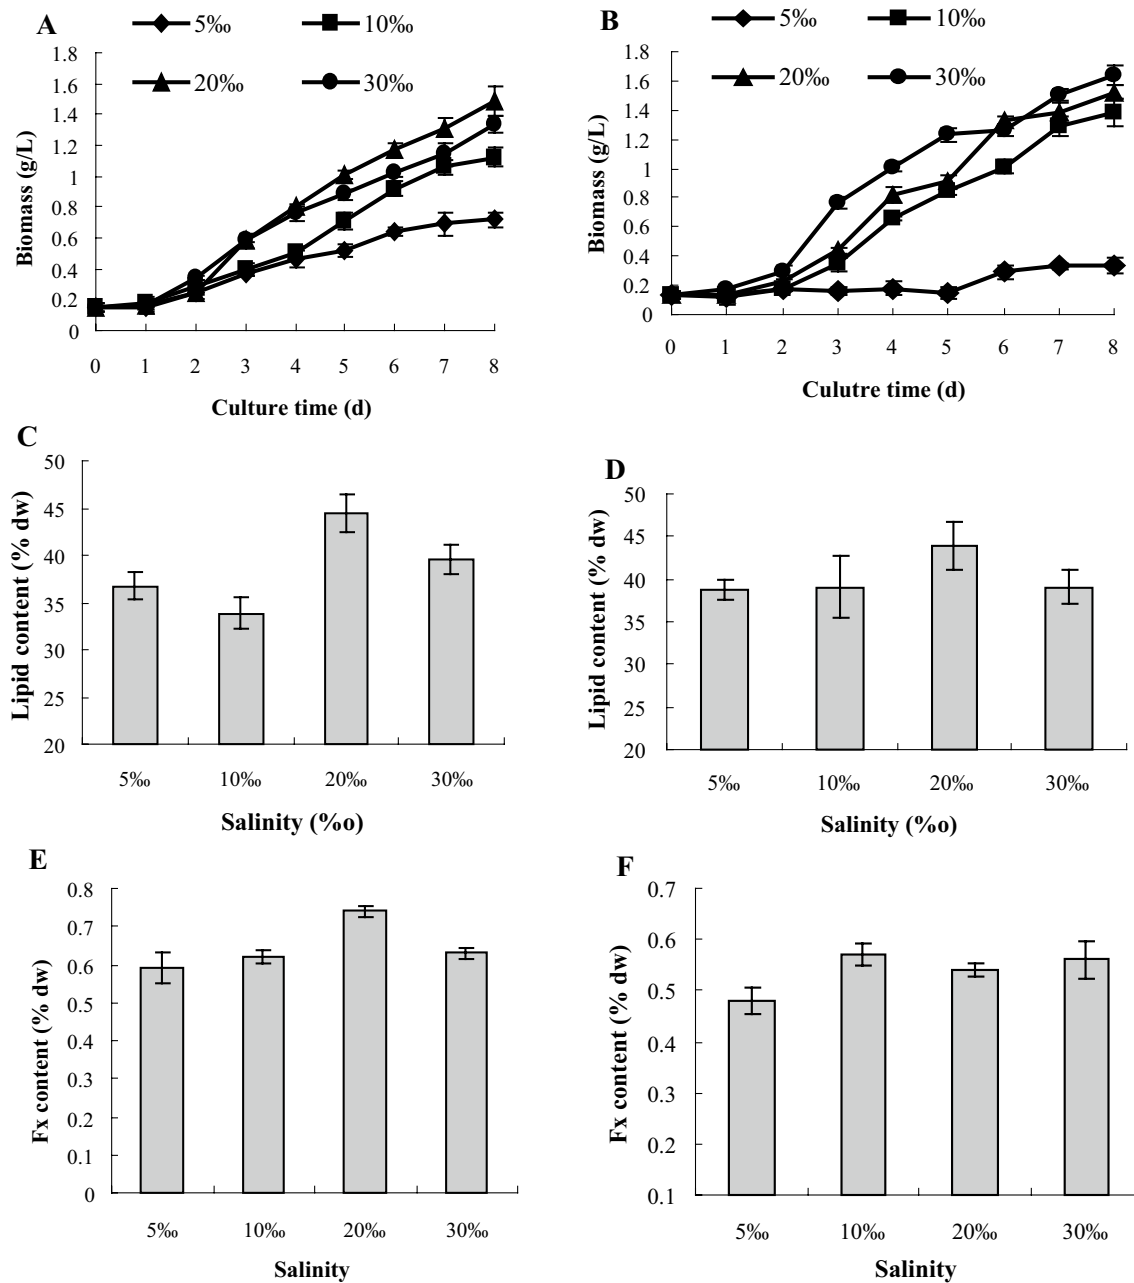 A
5‰ 10‰
20‰ 30‰
1.8
1.6
1.4
1.2
1
0.8
0.6
0.4
0.2
0
Biomass (g/L)
0 1 2 3 4 5 6 7 8
Culture time (d)
B
5‰ 10‰
20‰ 30‰
1.8
1.6
1.4
1.2
1
0.8
0.6
0.4
0.2
0
Biomass (g/L)
0 1 2 3 4 5 6 7 8
Culutre time (d)
C
50
45
40
35
30
25
20
Lipid content (% dw)
5‰ 10‰ 20‰ 30‰
Salinity (%o)
D
50
45
40
35
30
25
20
Lipid content (% dw)
5‰ 10‰ 20‰ 30‰
Salinity (%o)
E
0.8
0.7
0.6
0.5
0.4
0.3
0.2
0.1
0
Fx content (% dw)
5‰ 10‰ 20‰ 30‰
Salinity
F
0.7
0.6
0.5
0.4
0.3
0.2
0.1
Fx content (% dw)
5‰ 10‰ 20‰ 30‰
Salinity